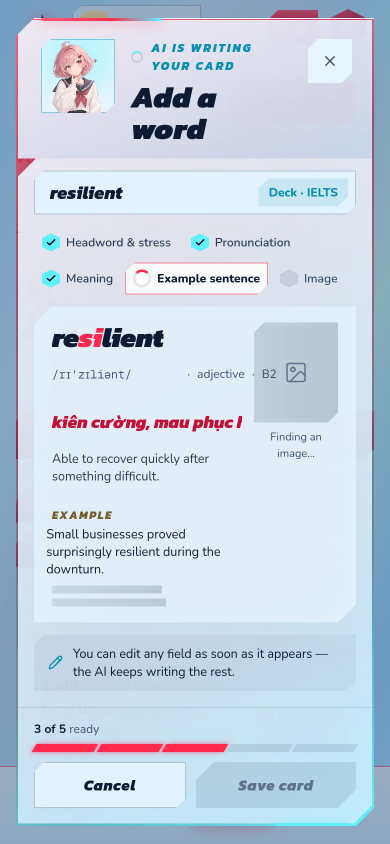 AI IS WRITING
YOUR CARD
Add a
word
resilient
Deck · IELTS
Headword & stress
Pronunciation
Meaning
Example sentence
Image
resilient
/rɪˈzɪliənt/ · adjective · B2
kiên cường, mau phục
Able to recover quickly after
something difficult.
Finding an
image...
EXAMPLE
Small businesses proved
surprisingly resilient during the
downturn.
You can edit any field as soon as it appears —
the AI keeps writing the rest.
3 of 5 ready
Cancel
Save card